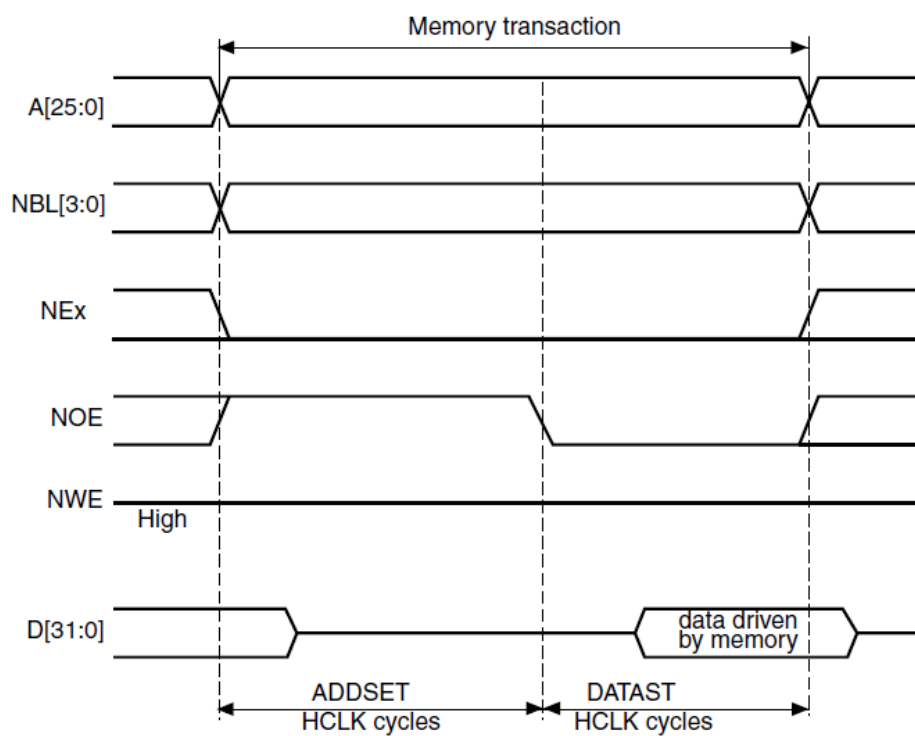 Memory transaction
A[25:0]
NBL[3:0]
NEx
NOE
NWE
High
D[31:0]
data driven
by memory
ADDSET
HCLK cycles
DATAST
HCLK cycles